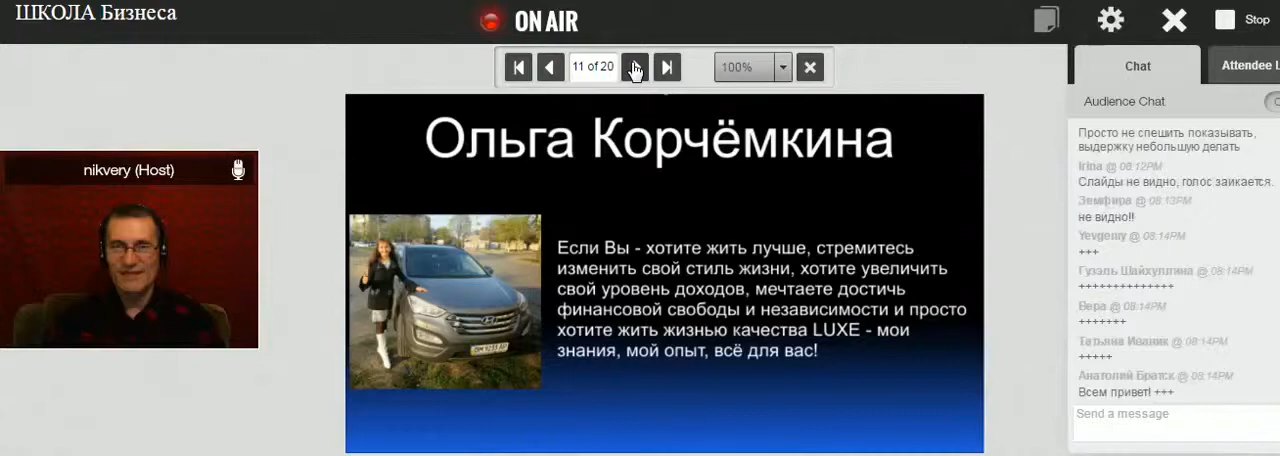 ШКОЛА Бизнеса
ON AIR
Stop
11 of 20
100%
Chat
Attendee L
Audience Chat
nikvery (Host)
Ольга Корчёмкина
Если Вы - хотите жить лучше, стремитесь
изменить свой стиль жизни, хотите увеличить
свой уровень доходов, мечтаете достичь
финансовой свободы и независимости и просто
хотите жить жизнью качества LUXE - мои
знания, мой опыт, всё для вас!
Просто не спешить показывать,
выдержку небольшую делать
Irina @ 08:12PM
Слайды не видно, голос заикается.
Земфира @ 08:13PM
не видно!!
Yevgeniy @ 08:14PM
+++
Гузэль Шайхуллина @ 08:14PM
++++++++++++++
Вера @ 08:14PM
+++++++
Татьяна Иваник @ 08:14PM
+++++
Анатолий Братск @ 08:14PM
Всем привет! +++
Send a message